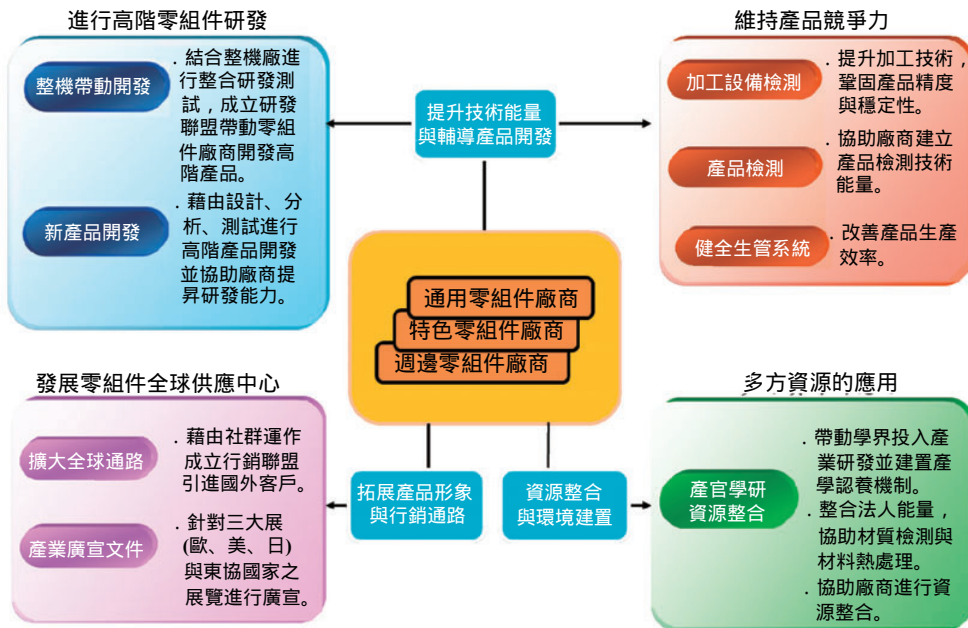 進行高階零組件研發
整機帶動開發
．結合整機廠進
行整合研發測
試，成立研發
聯盟帶動零組
件廠商開發高
階產品。
新產品開發
．藉由設計、分
析、測試進行
高階產品開發
並協助廠商提
昇研發能力。
提升技術能量
與輔導產品開發
維持產品競爭力
加工設備檢測
．提升加工技術，
鞏固產品精度
與穩定性。
產品檢測
．協助廠商建立
產品檢測技術
能量。
健全生管系統
．改善產品生產
效率。
通用零組件廠商
特色零組件廠商
週邊零組件廠商
發展零組件全球供應中心
擴大全球通路
．藉由社群運作
成立行銷聯盟
引進國外客戶。
產業廣宣文件
．針對三大展
(歐、美、日)
與東協國家之
展覽進行廣宣。
拓展產品形象
與行銷通路
資源整合
與環境建置
多方資源的應用
產官學研
資源整合
．帶動學界投入產
業研發並建置產
學認養機制。
．整合法人能量，
協助材質檢測與
材料熱處理。
．協助廠商進行資
源整合。